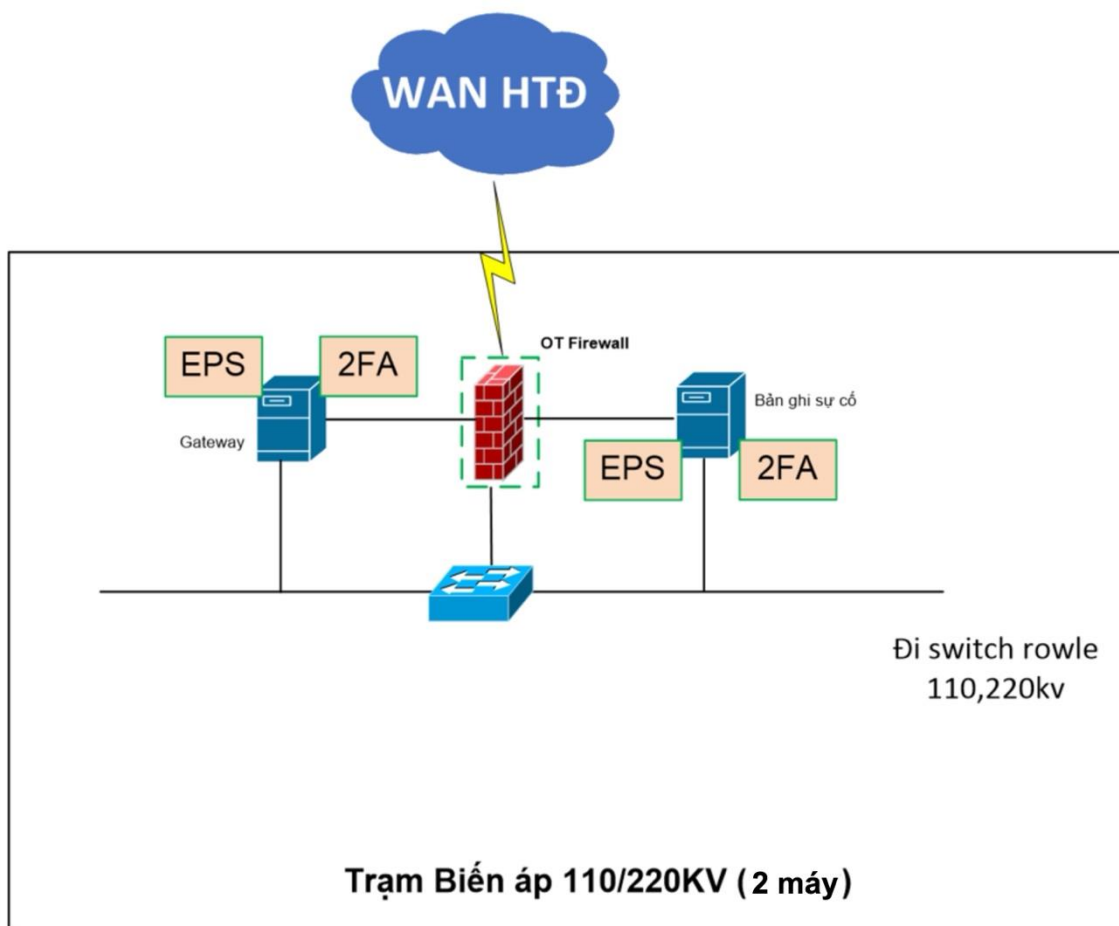 WAN HTĐ
OT Firewall
EPS
2FA
Bản ghi sự cố
Gateway
EPS
2FA
Đi switch rowle
110,220kv
Trạm Biến áp 110/220KV ( 2 máy)